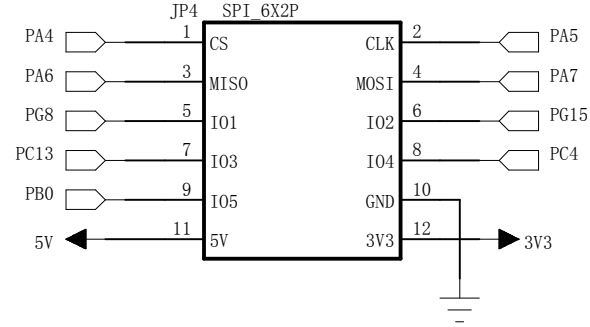 JP4 SPI_6X2P
PA4 1 CS CLK 2 PA5
PA6 3 MISO MOSI 4 PA7
PG8 5 IO1 IO2 6 PG15
PC13 7 IO3 IO4 8 PC4
PB0 9 IO5 GND 10
5V 11 5V 3V3 12 3V3